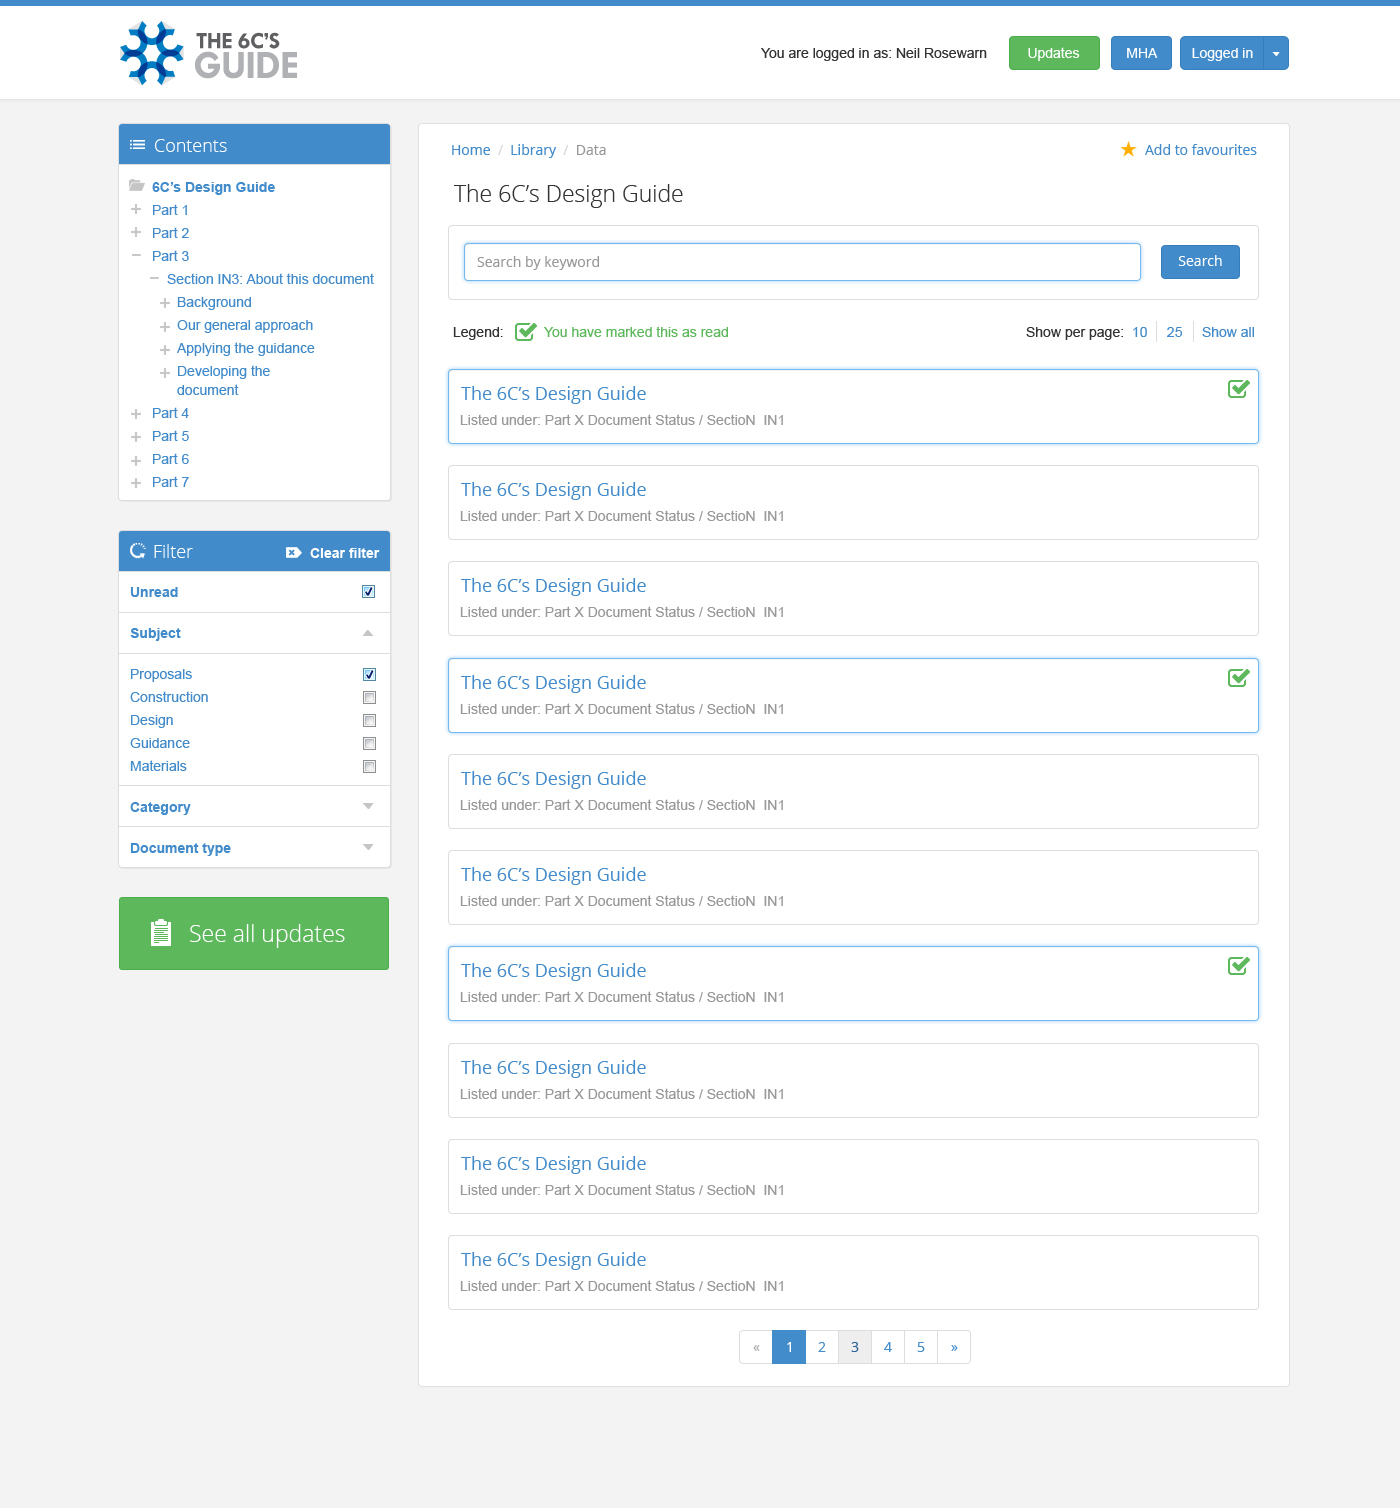 THE 6C'S
GUIDE
You are logged in as: Neil Rosewarn
Updates
MHA
Logged in
Contents
6C's Design Guide
Part 1
Part 2
Part 3
Section IN3: About this document
Background
Our general approach
Applying the guidance
Developing the
document
Part 4
Part 5
Part 6
Part 7
Filter
Clear filter
Unread
Subject
Proposals
Construction
Design
Guidance
Materials
Category
Document type
See all updates
Home / Library / Data
Add to favourites
The 6C's Design Guide
Search by keyword
Search
Legend: You have marked this as read
Show per page: 10 25 Show all
The 6C's Design Guide
Listed under: Part X Document Status / SectioN  IN1
The 6C's Design Guide
Listed under: Part X Document Status / SectioN  IN1
The 6C's Design Guide
Listed under: Part X Document Status / SectioN  IN1
The 6C's Design Guide
Listed under: Part X Document Status / SectioN  IN1
The 6C's Design Guide
Listed under: Part X Document Status / SectioN  IN1
The 6C's Design Guide
Listed under: Part X Document Status / SectioN  IN1
The 6C's Design Guide
Listed under: Part X Document Status / SectioN  IN1
The 6C's Design Guide
Listed under: Part X Document Status / SectioN  IN1
The 6C's Design Guide
Listed under: Part X Document Status / SectioN  IN1
The 6C's Design Guide
Listed under: Part X Document Status / SectioN  IN1
« 1 2 3 4 5 »